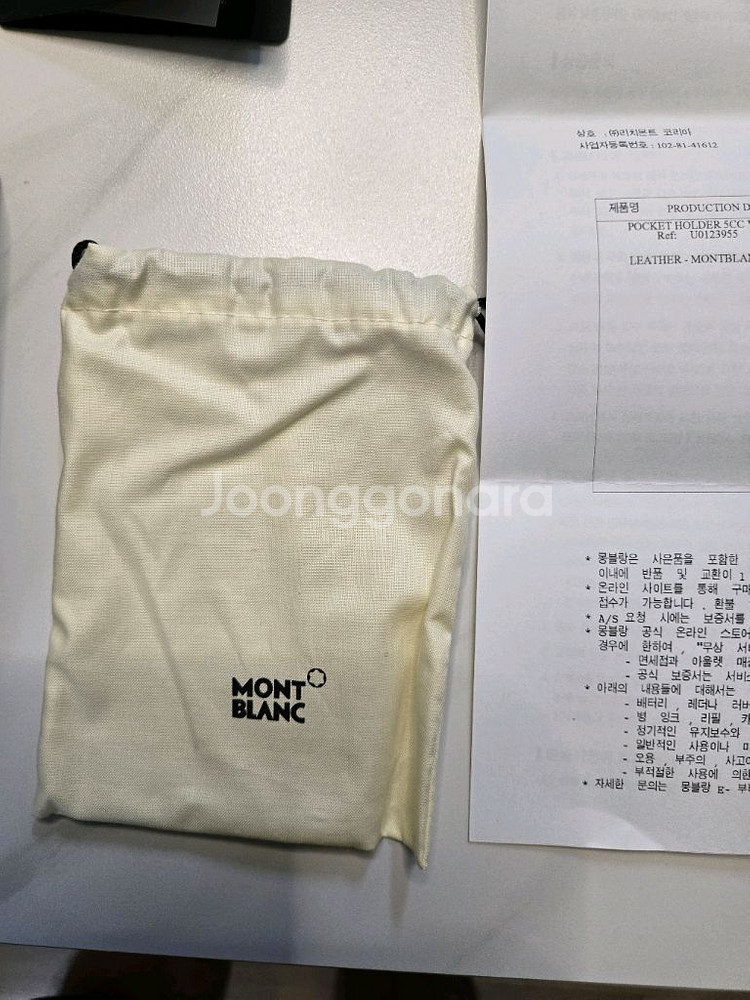 상호 : ㈜리치몬트 코리아
사업자등록번호 : 102-81-41612
제품명 PRODUCTION D
POCKET HOLDER 5CC
Ref: U0123955
LEATHER - MONTBLAN
Joonggonara
MONT
BLANC
* 몽블랑은 사은품을 포함한
이내에 반품 및 교환이
* 온라인 사이트를 통해 구매
접수가 가능합니다 . 환불
* A/S 요청 시에는 보증서를
* 몽블랑 공식 온라인 스토어
경우에 한하여 , "무상 서
- 면세점과 아울렛 매
- 공식 보증서는 서비스
* 아래의 내용들에 대해서는
- 배터리 , 레더나 러버
- 병 잉크 , 리필 , 카
- 정기적인 유지보수와
- 일반적인 사용이나
- 오용 , 부주의 , 사고
- 부적절한 사용에 의한
* 자세한 문의는 몽블랑 E- 부